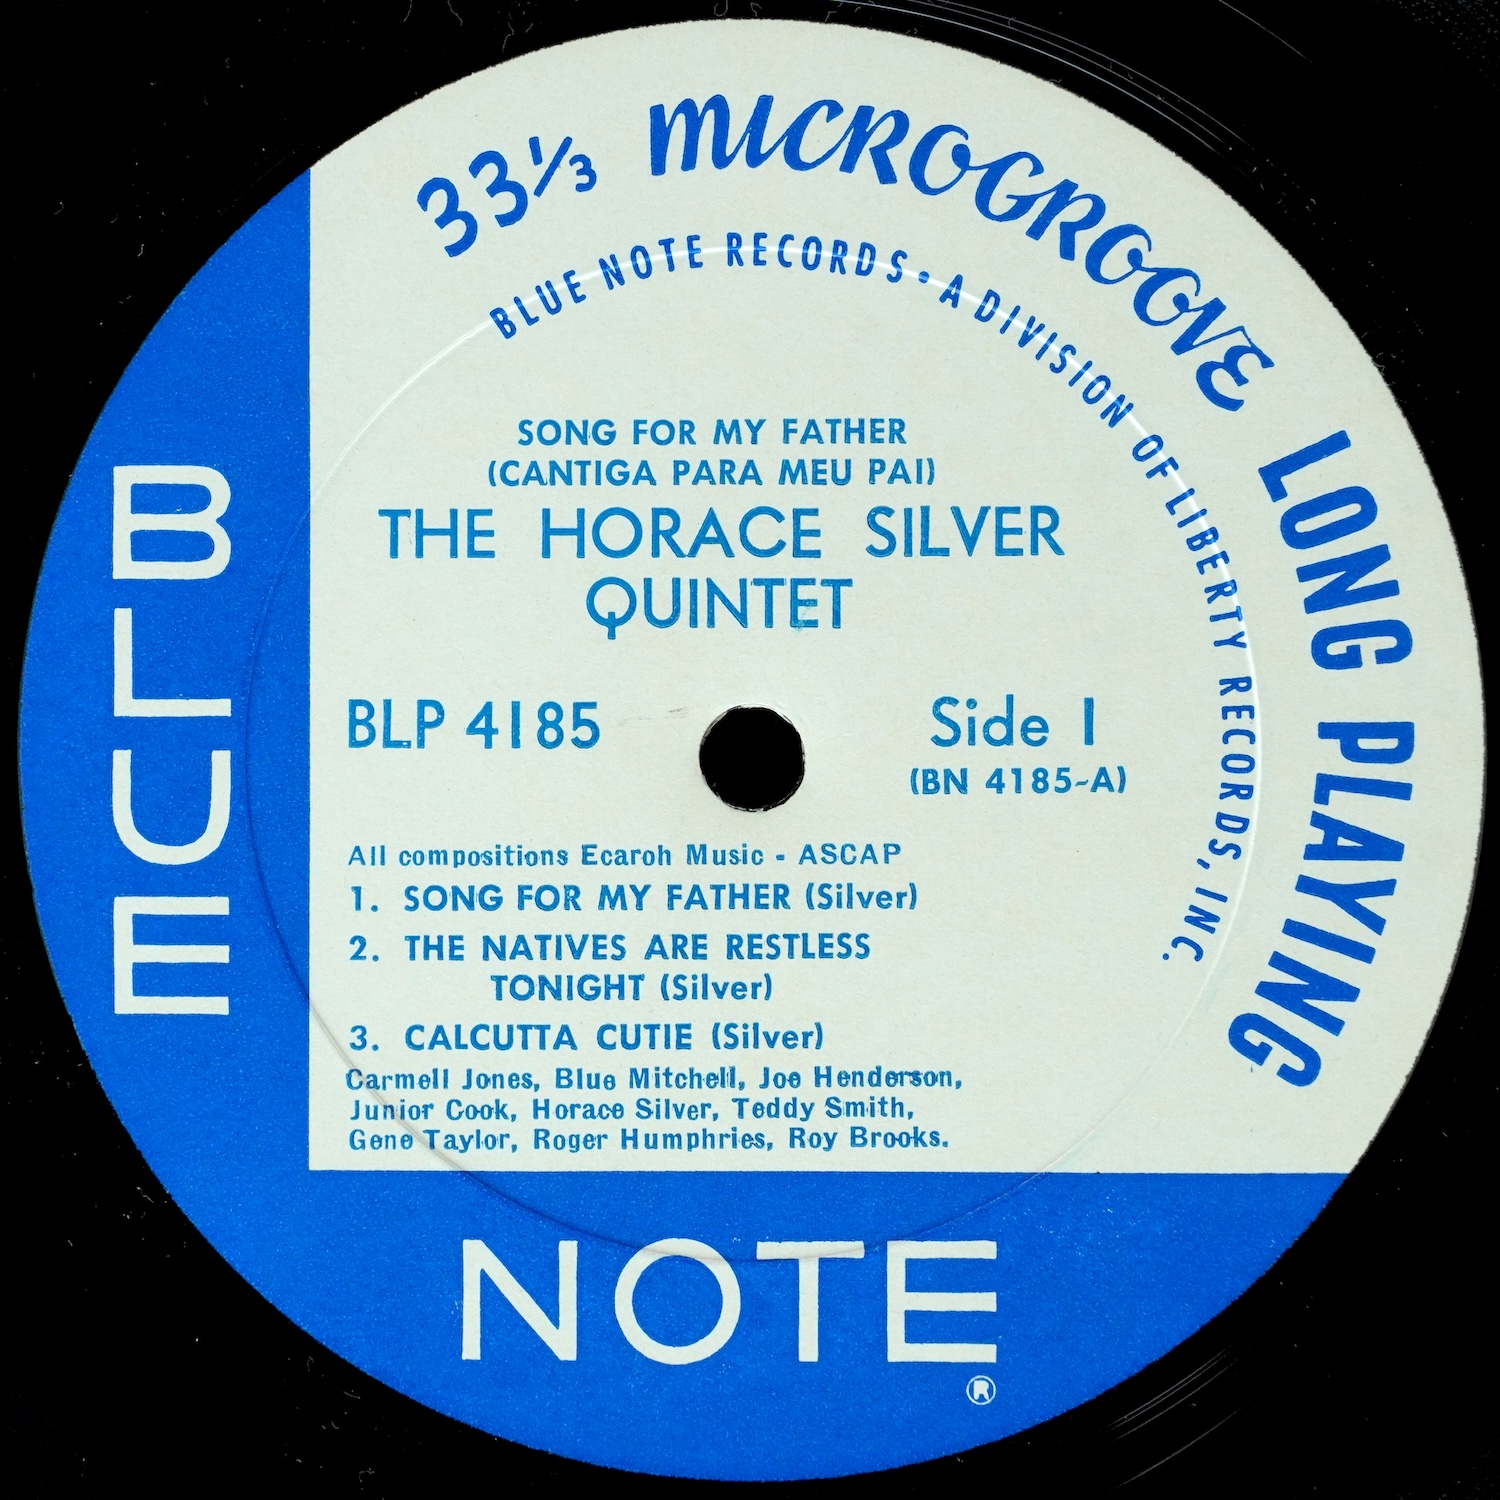 33⅓ MICROGROOVE LONG PLAYING
BLUE NOTE RECORDS • A DIVISION OF LIBERTY RECORDS, INC.
SONG FOR MY FATHER
(CANTIGA PARA MEU PAI)
THE HORACE SILVER
QUINTET
BLP 4185
Side 1
(BN 4185-A)
All compositions Ecaroh Music - ASCAP
1. SONG FOR MY FATHER (Silver)
2. THE NATIVES ARE RESTLESS
TONIGHT (Silver)
3. CALCUTTA CUTIE (Silver)
Carmell Jones, Blue Mitchell, Joe Henderson,
Junior Cook, Horace Silver, Teddy Smith,
Gene Taylor, Roger Humphries, Roy Brooks.
BLUE
NOTE
®